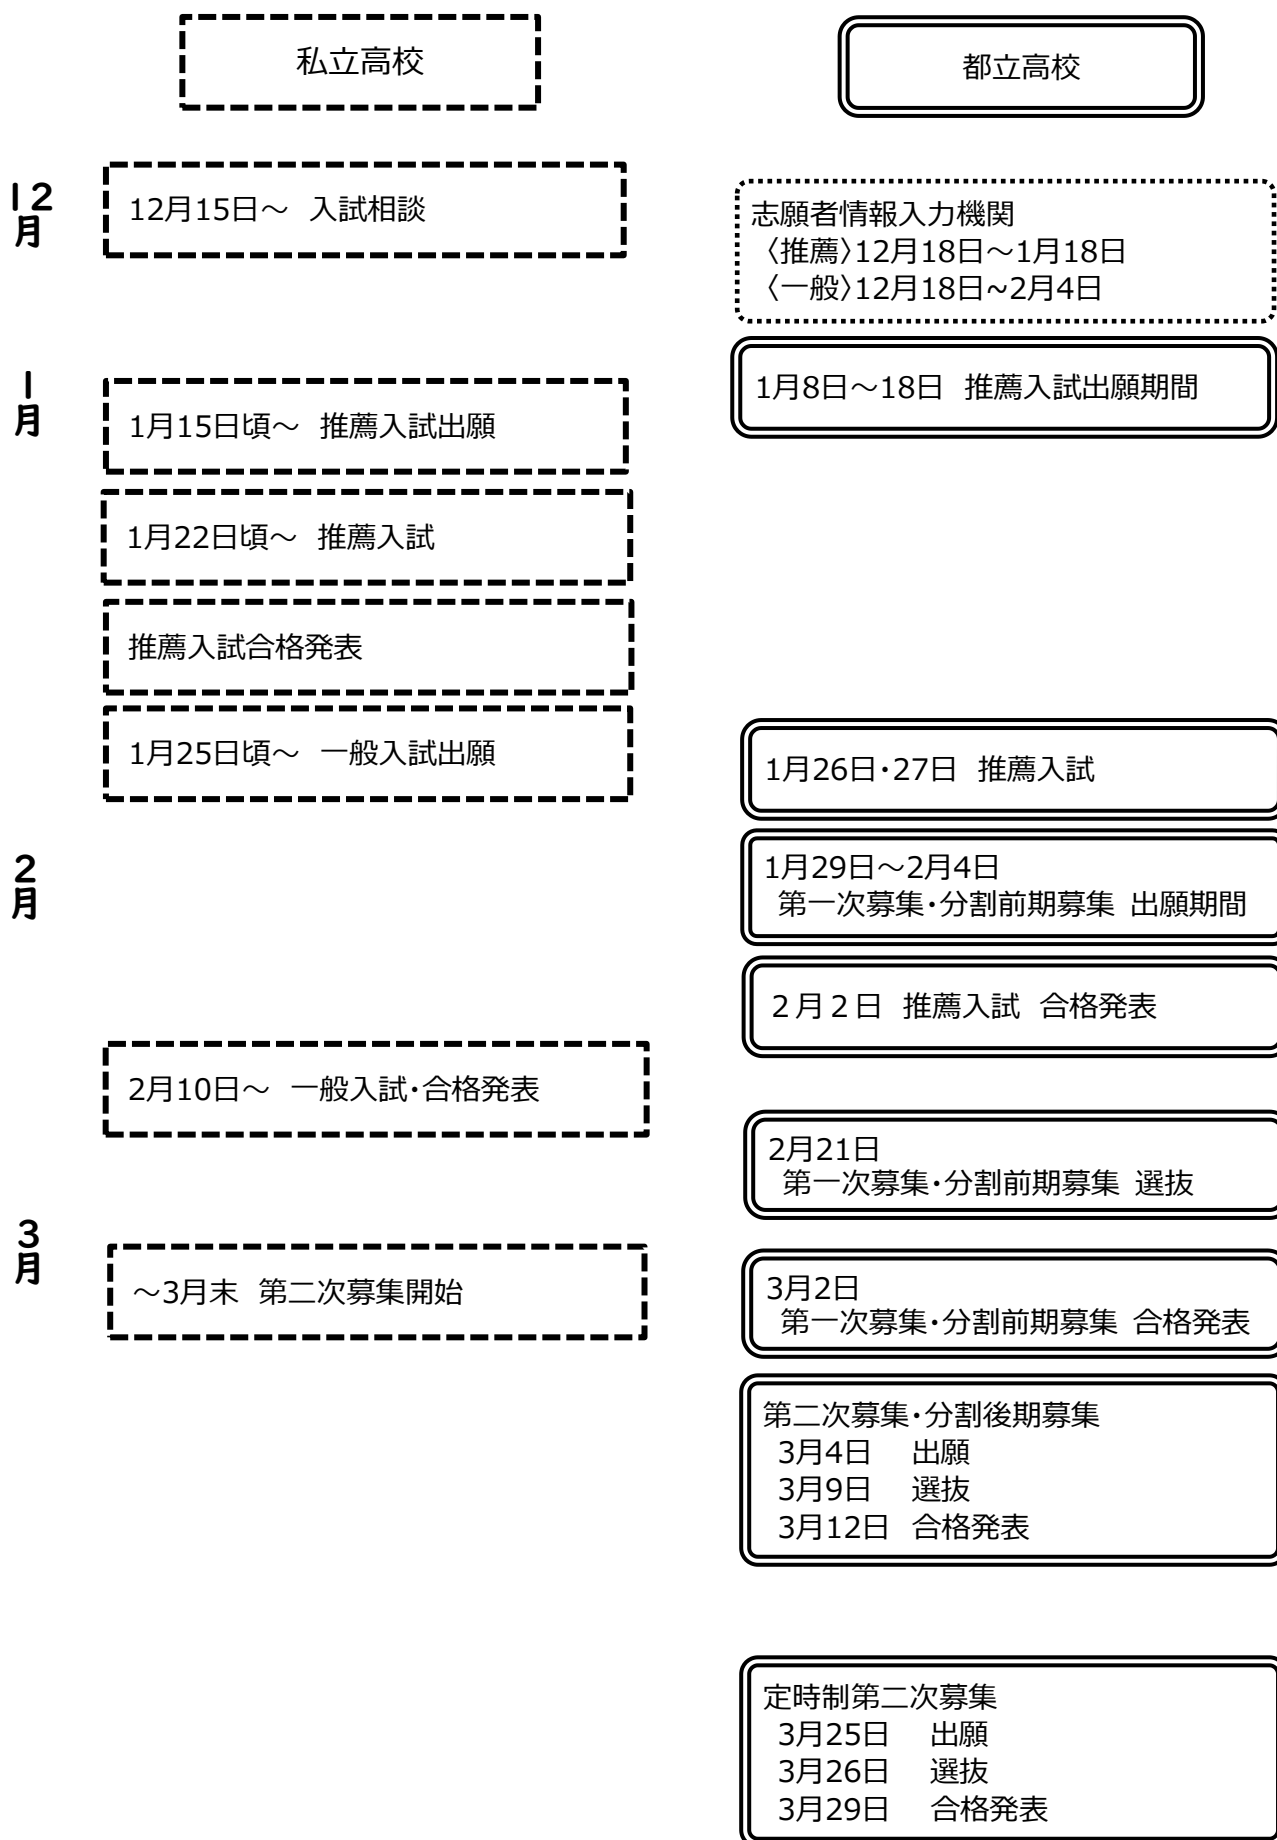 私立高校
都立高校
12月
12月15日～ 入試相談
志願者情報入力機関
〈推薦〉12月18日～1月18日
〈一般〉12月18日~2月4日
1月
1月8日～18日 推薦入試出願期間
1月15日頃～ 推薦入試出願
1月22日頃～ 推薦入試
推薦入試合格発表
1月25日頃～ 一般入試出願
1月26日・27日 推薦入試
2月
1月29日～2月4日
第一次募集・分割前期募集 出願期間
２月２日 推薦入試 合格発表
2月10日～ 一般入試・合格発表
2月21日
第一次募集・分割前期募集 選抜
3月
～3月末 第二次募集開始
3月2日
第一次募集・分割前期募集 合格発表
第二次募集・分割後期募集
3月4日 出願
3月9日 選抜
3月12日 合格発表
定時制第二次募集
3月25日 出願
3月26日 選抜
3月29日 合格発表